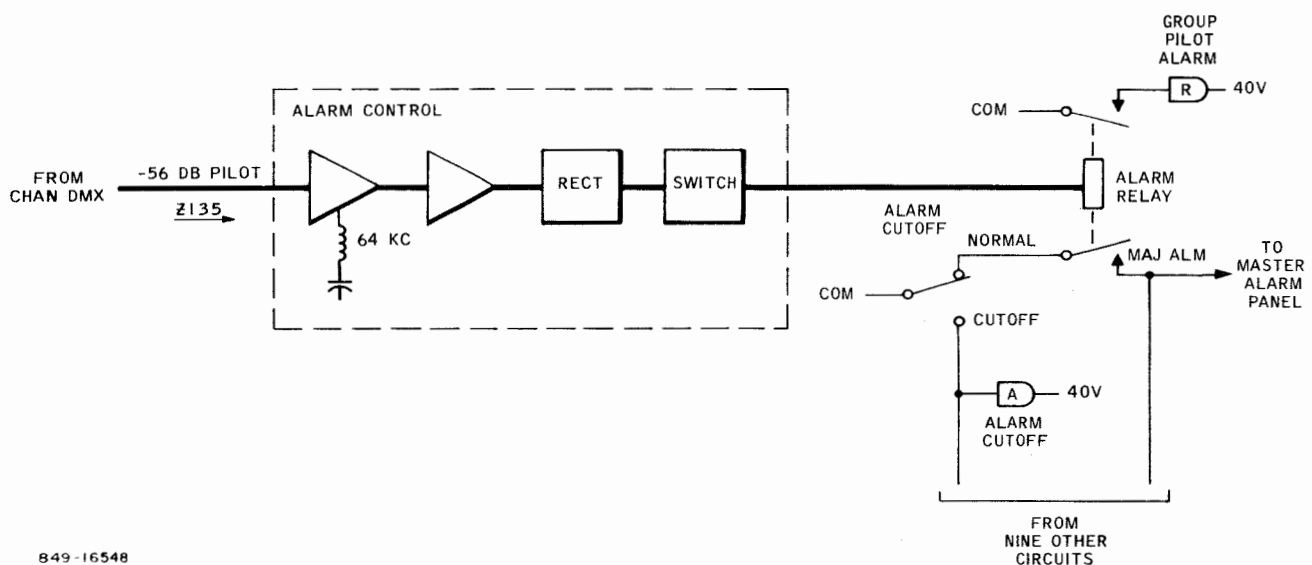 GROUP
PILOT
ALARM
R
40V
COM
ALARM CONTROL
FROM
CHAN DMX
-56 DB PILOT
Z135
64 KC
RECT
SWITCH
ALARM
RELAY
ALARM
CUTOFF
NORMAL
MAJ ALM
TO
MASTER
ALARM
PANEL
COM
CUTOFF
A
40V
ALARM
CUTOFF
FROM
NINE OTHER
CIRCUITS
849-16548